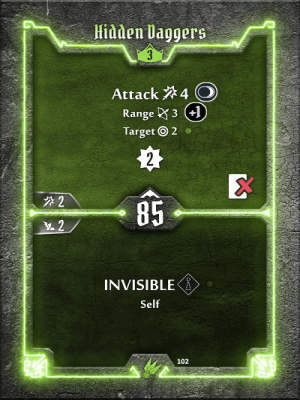 Hidden Daggers
3
Attack 4
Range 3 +1
Target 2
2
2
85
2
INVISIBLE
Self
102